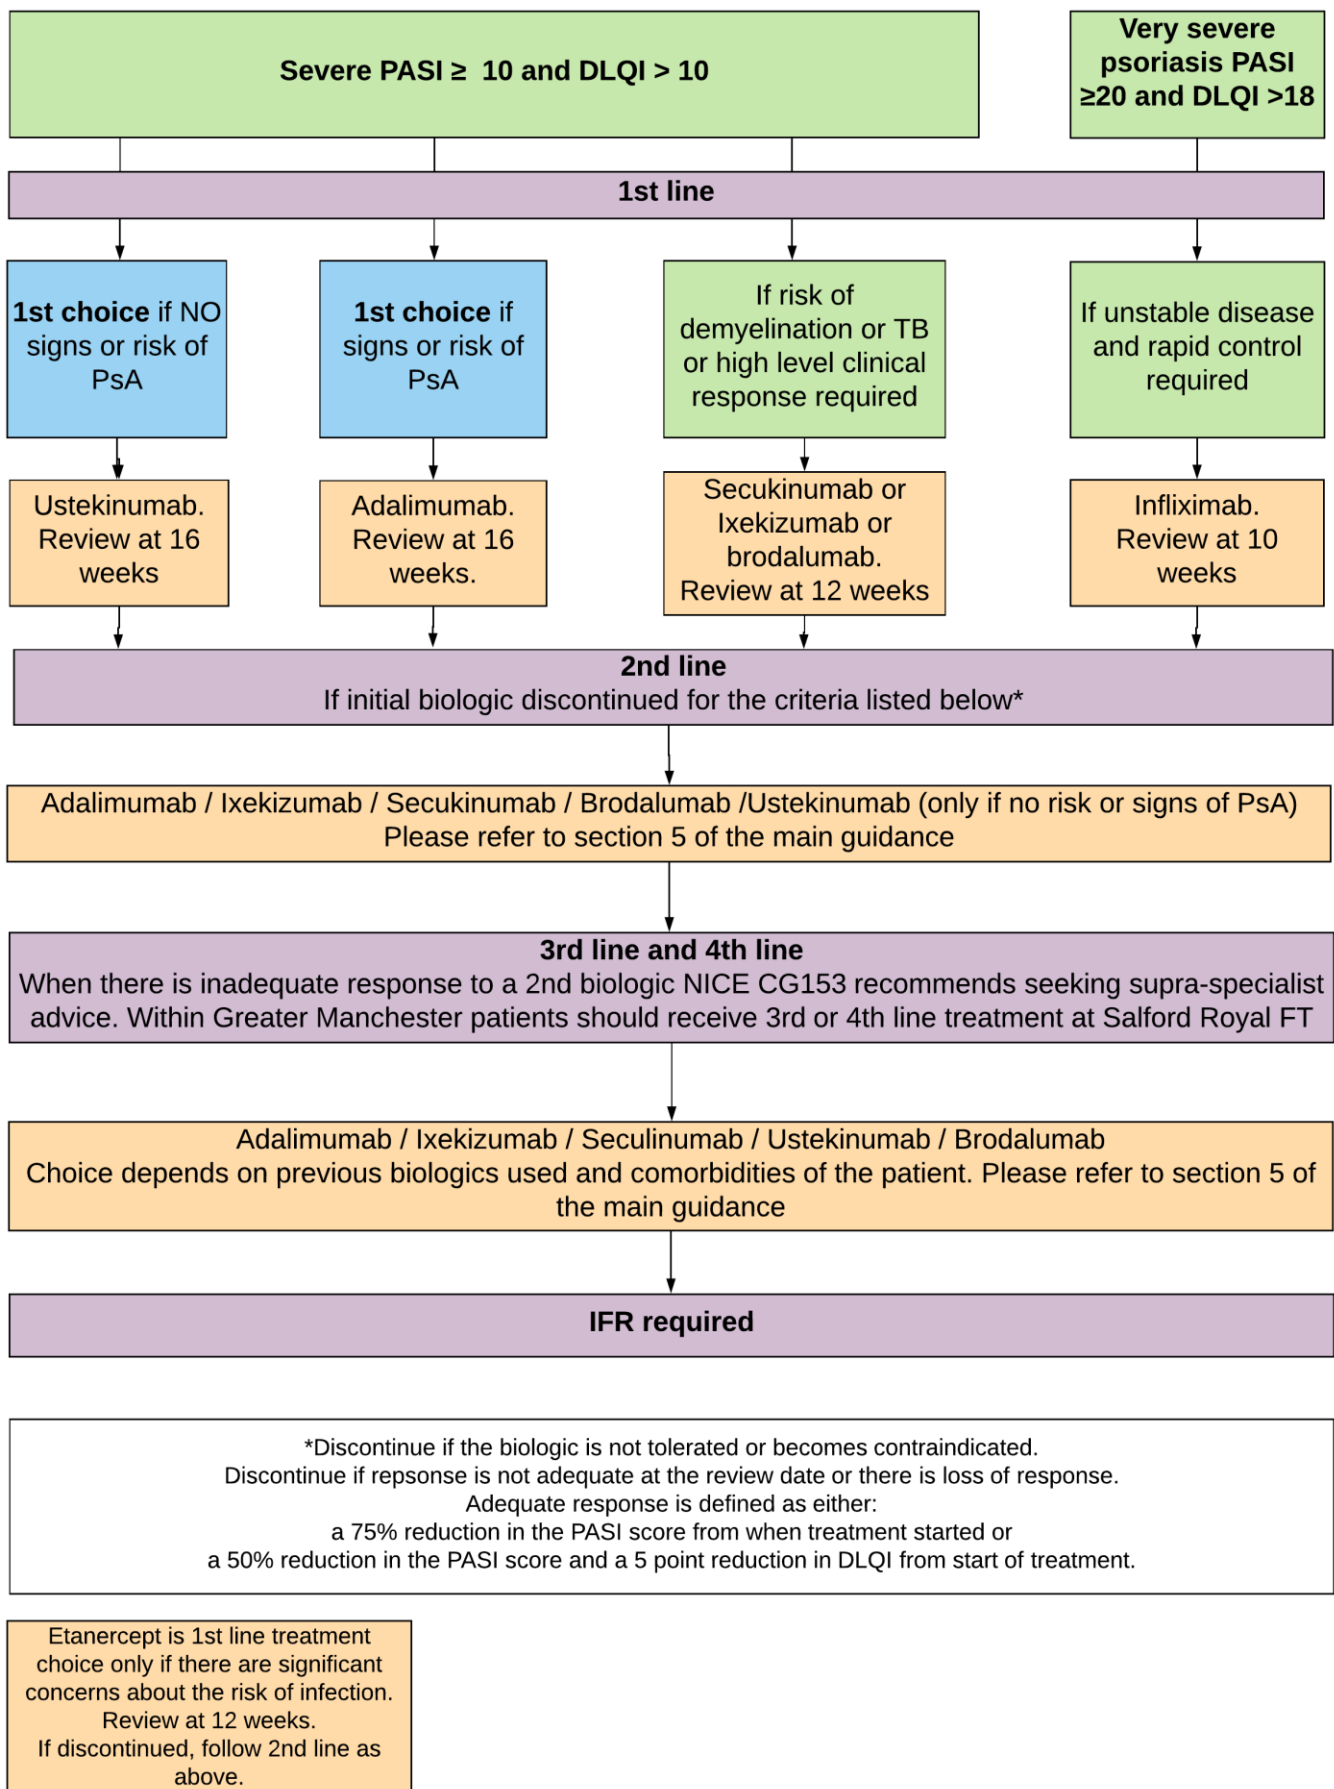 Severe PASI ≥  10 and DLQI > 10
Very severe
psoriasis PASI
≥20 and DLQI >18
1st line
1st choice if NO
signs or risk of
PsA
1st choice if
signs or risk of
PsA
If risk of
demyelination or TB
or high level clinical
response required
If unstable disease
and rapid control
required
Ustekinumab.
Review at 16
weeks
Adalimumab.
Review at 16
weeks.
Secukinumab or
Ixekizumab or
brodalumab.
Review at 12 weeks
Infliximab.
Review at 10
weeks
2nd line
If initial biologic discontinued for the criteria listed below*
Adalimumab / Ixekizumab / Secukinumab / Brodalumab /Ustekinumab (only if no risk or signs of PsA)
Please refer to section 5 of the main guidance
3rd line and 4th line
When there is inadequate response to a 2nd biologic NICE CG153 recommends seeking supra-specialist
advice. Within Greater Manchester patients should receive 3rd or 4th line treatment at Salford Royal FT
Adalimumab / Ixekizumab / Seculinumab / Ustekinumab / Brodalumab
Choice depends on previous biologics used and comorbidities of the patient. Please refer to section 5 of
the main guidance
IFR required
*Discontinue if the biologic is not tolerated or becomes contraindicated.
Discontinue if repsonse is not adequate at the review date or there is loss of response.
Adequate response is defined as either:
a 75% reduction in the PASI score from when treatment started or
a 50% reduction in the PASI score and a 5 point reduction in DLQI from start of treatment.
Etanercept is 1st line treatment
choice only if there are significant
concerns about the risk of infection.
Review at 12 weeks.
If discontinued, follow 2nd line as
above.